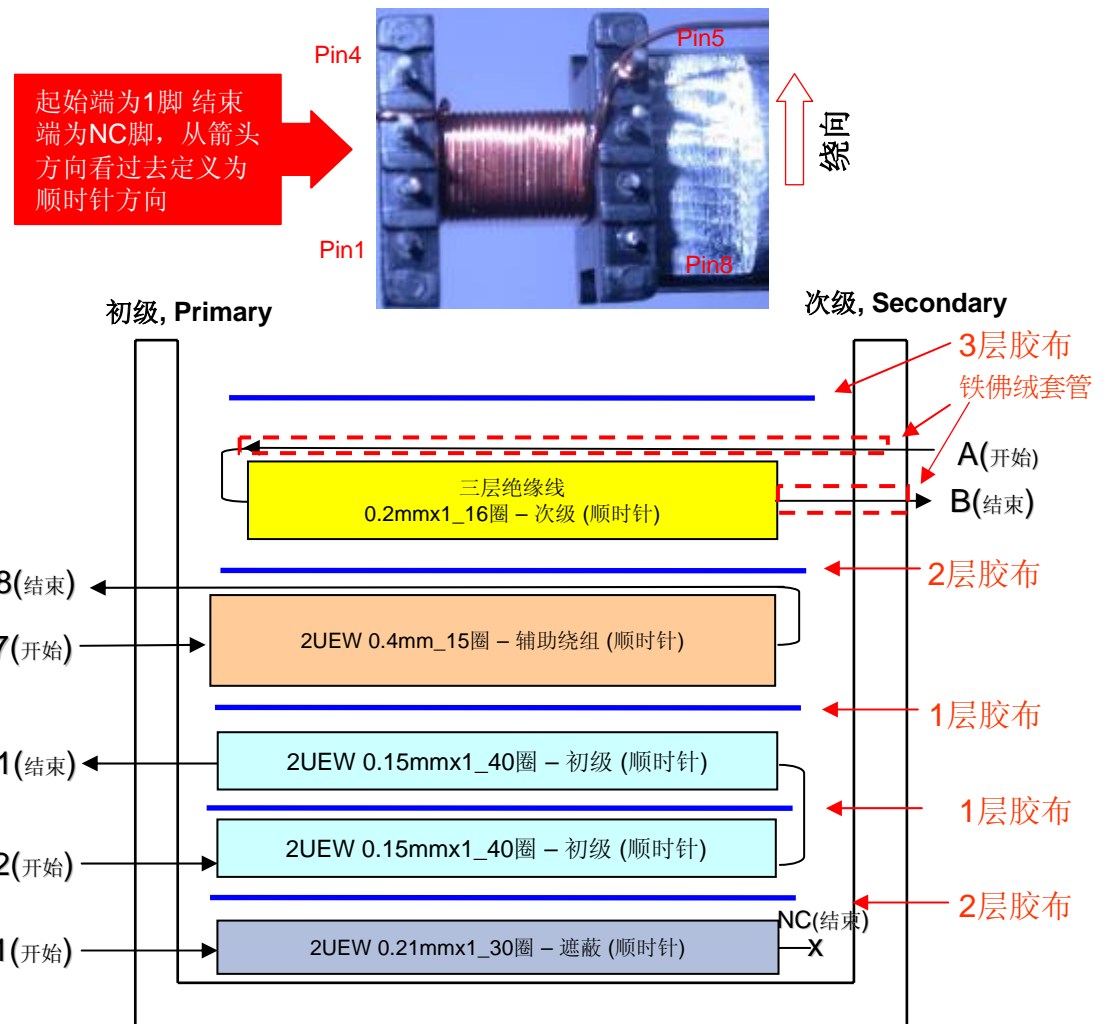 Pin4
Pin5
起始端为1脚 结束
端为NC脚，从箭头
方向看过去定义为
顺时针方向
绕向
Pin1
Pin8
初级, Primary
次级, Secondary
3层胶布
铁佛绒套管
A(开始)
三层绝缘线
0.2mmx1_16圈 – 次级 (顺时针)
B(结束)
2层胶布
8(结束)
7(开始)
2UEW 0.4mm_15圈 – 辅助绕组 (顺时针)
1层胶布
1(结束)
2UEW 0.15mmx1_40圈 – 初级 (顺时针)
1层胶布
2(开始)
2UEW 0.15mmx1_40圈 – 初级 (顺时针)
2层胶布
NC(结束)
1(开始)
2UEW 0.21mmx1_30圈 – 遮蔽 (顺时针)
X